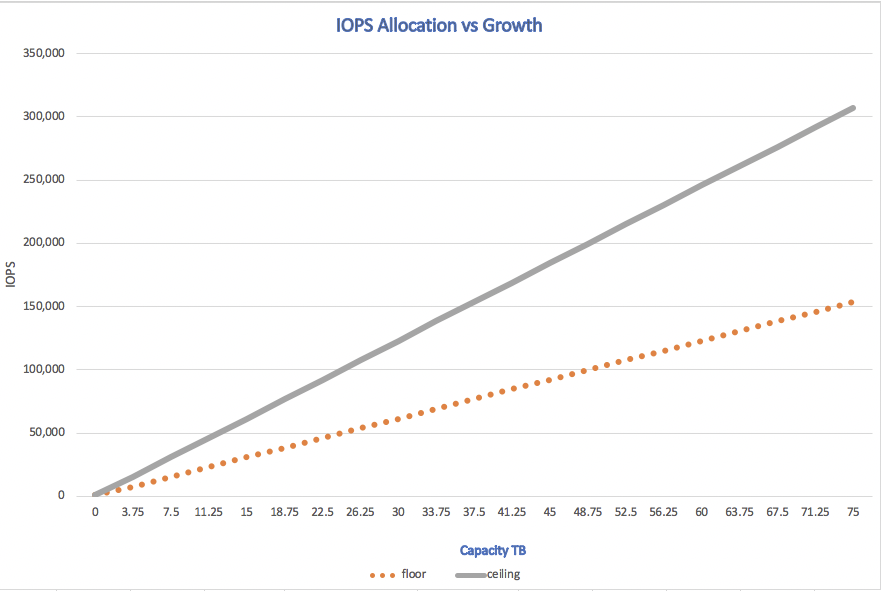 IOPS Allocation vs Growth
350,000
300,000
250,000
200,000
150,000
100,000
50,000
0
IOPS
0 3.75 7.5 11.25 15 18.75 22.5 26.25 30 33.75 37.5 41.25 45 48.75 52.5 56.25 60 63.75 67.5 71.25 75
Capacity TB
floor ceiling